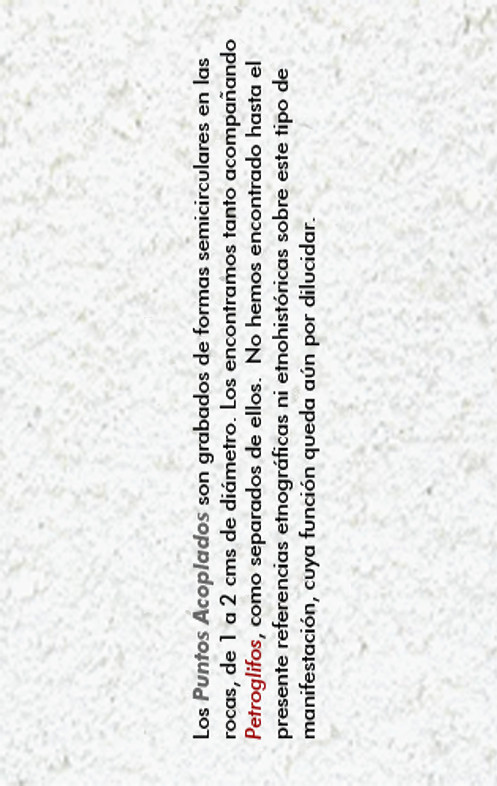 Los Puntos Acoplados son grabados de formas semicirculares en las
rocas, de 1 a 2 cms de diámetro. Los encontramos tanto acompañando
Petroglifos, como separados de ellos. No hemos encontrado hasta el
presente referencias etnográficas ni etnohistóricas sobre este tipo de
manifestación, cuya función queda aún por dilucidar.